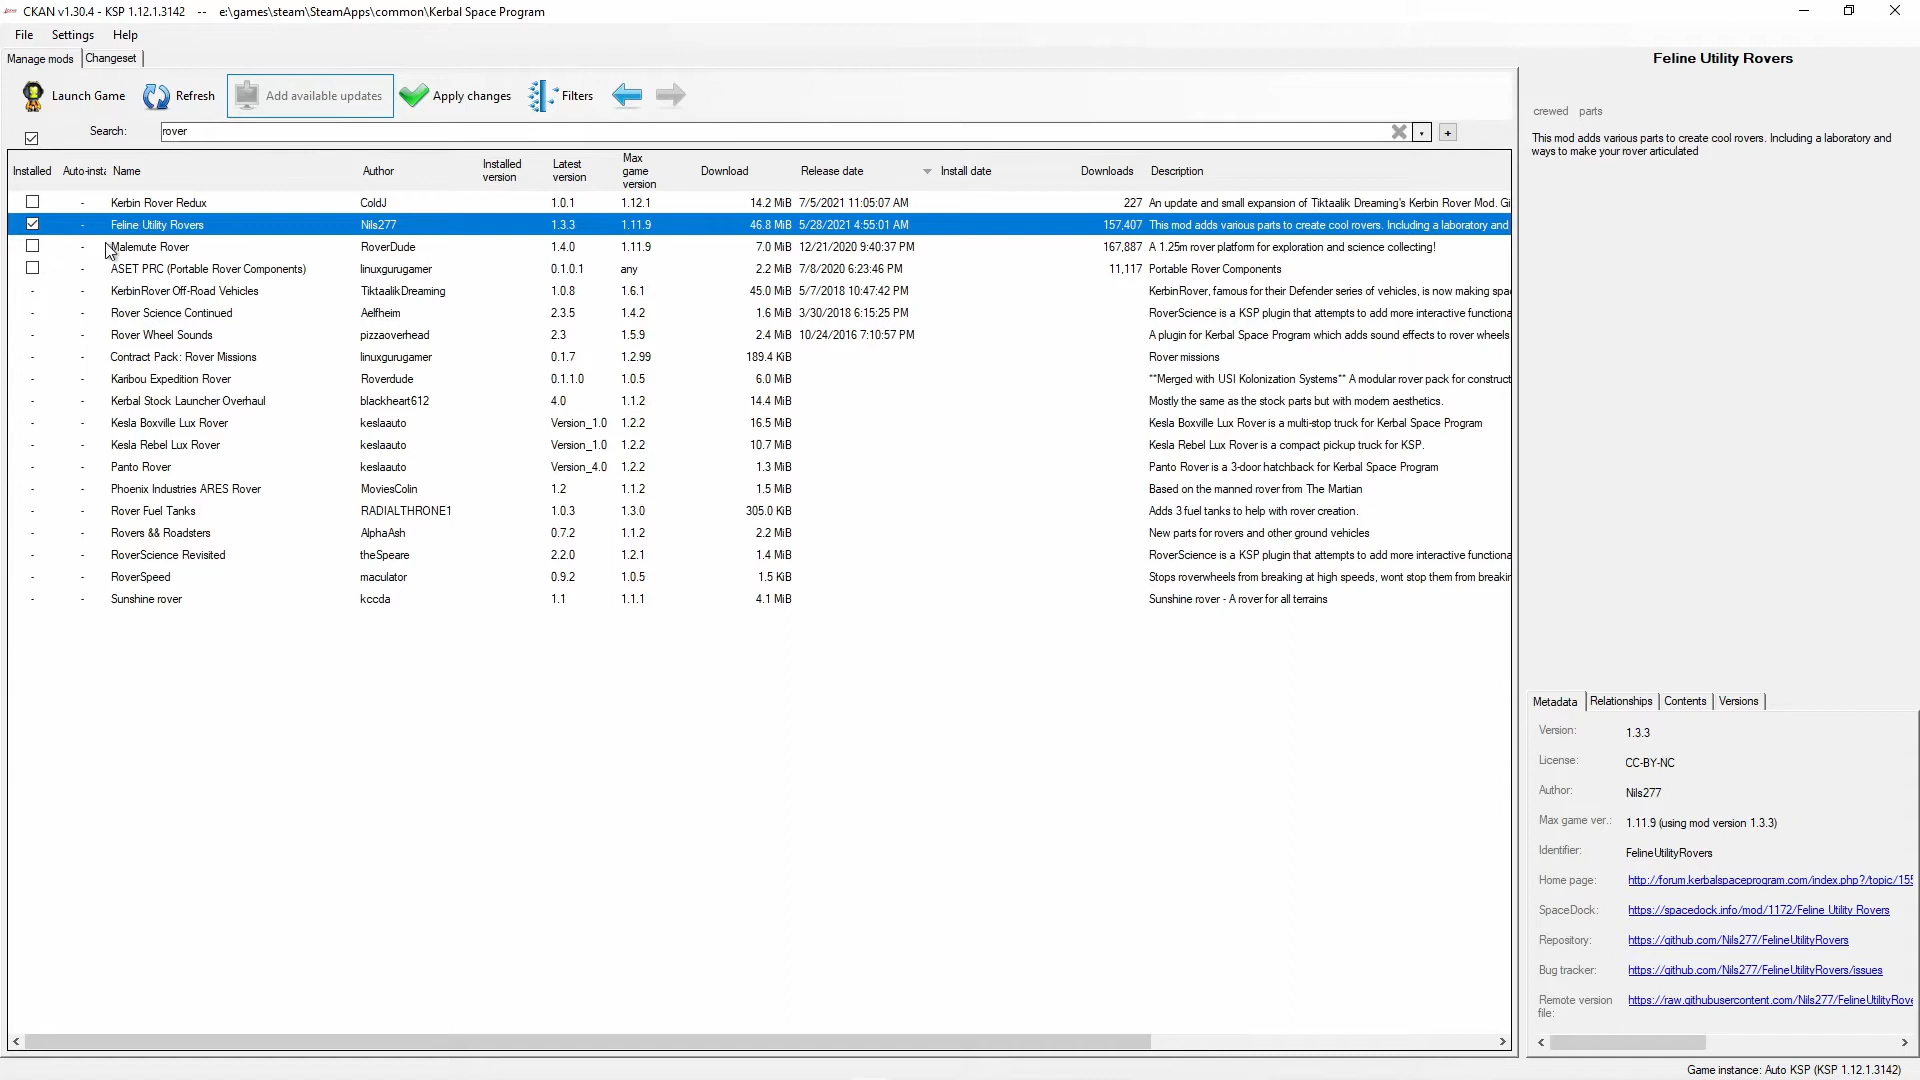 CKAN v1.30.4 - KSP 1.12.1.3142 -- e:\games\steam\SteamApps\common\Kerbal Space Program
File Settings Help
Manage mods Changeset
Launch Game Refresh Add available updates Apply changes Filters
Search: rover
Installed Auto-insta Name Author Installed version Latest version Max game version Download Release date Install date Downloads Description
- Kerbin Rover Redux ColdJ 1.0.1 1.12.1 14.2 MiB 7/5/2021 11:05:07 AM 227 An update and small expansion of Tiktaalik Dreaming's Kerbin Rover Mod. Gi
- Feline Utility Rovers Nils277 1.3.3 1.11.9 46.8 MiB 5/28/2021 4:55:01 AM 157,407 This mod adds various parts to create cool rovers. Including a laboratory and
- Malemute Rover RoverDude 1.4.0 1.11.9 7.0 MiB 12/21/2020 9:40:37 PM 167,887 A 1.25m rover platform for exploration and science collecting!
- ASET PRC (Portable Rover Components) linuxgurugamer 0.1.0.1 any 2.2 MiB 7/8/2020 6:23:46 PM 11,117 Portable Rover Components
- - KerbinRover Off-Road Vehicles TiktaalikDreaming 1.0.8 1.6.1 45.0 MiB 5/7/2018 10:47:42 PM KerbinRover, famous for their Defender series of vehicles, is now making spa
- - Rover Science Continued Aelfheim 2.3.5 1.4.2 1.6 MiB 3/30/2018 6:15:25 PM RoverScience is a KSP plugin that attempts to add more interactive functiona
- - Rover Wheel Sounds pizzaoverhead 2.3 1.5.9 2.4 MiB 10/24/2016 7:10:57 PM A plugin for Kerbal Space Program which adds sound effects to rover wheels
- - Contract Pack: Rover Missions linuxgurugamer 0.1.7 1.2.99 189.4 KiB Rover missions
- - Karibou Expedition Rover Roverdude 0.1.1.0 1.0.5 6.0 MiB **Merged with USI Kolonization Systems** A modular rover pack for construct
- - Kerbal Stock Launcher Overhaul blackheart612 4.0 1.1.2 14.4 MiB Mostly the same as the stock parts but with modern aesthetics.
- - Kesla Boxville Lux Rover keslaauto Version_1.0 1.2.2 16.5 MiB Kesla Boxville Lux Rover is a multi-stop truck for Kerbal Space Program
- - Kesla Rebel Lux Rover keslaauto Version_1.0 1.2.2 10.7 MiB Kesla Rebel Lux Rover is a compact pickup truck for KSP.
- - Panto Rover keslaauto Version_4.0 1.2.2 1.3 MiB Panto Rover is a 3-door hatchback for Kerbal Space Program
- - Phoenix Industries ARES Rover MoviesColin 1.2 1.1.2 1.5 MiB Based on the manned rover from The Martian
- - Rover Fuel Tanks RADIALTHRONE1 1.0.3 1.3.0 305.0 KiB Adds 3 fuel tanks to help with rover creation.
- - Rovers && Roadsters AlphaAsh 0.7.2 1.1.2 2.2 MiB New parts for rovers and other ground vehicles
- - RoverScience Revisited theSpeare 2.2.0 1.2.1 1.4 MiB RoverScience is a KSP plugin that attempts to add more interactive functiona
- - RoverSpeed maculator 0.9.2 1.0.5 1.5 KiB Stops roverwheels from breaking at high speeds, wont stop them from breakin
- - Sunshine rover kccda 1.1 1.1.1 4.1 MiB Sunshine rover - A rover for all terrains
Feline Utility Rovers
crewed parts
This mod adds various parts to create cool rovers. Including a laboratory and
ways to make your rover articulated
Metadata Relationships Contents Versions
Version: 1.3.3
License: CC-BY-NC
Author: Nils277
Max game ver.: 1.11.9 (using mod version 1.3.3)
Identifier: FelineUtilityRovers
Home page: http://forum.kerbalspaceprogram.com/index.php?/topic/155
SpaceDock: https://spacedock.info/mod/1172/Feline Utility Rovers
Repository: https://github.com/Nils277/FelineUtilityRovers
Bug tracker: https://github.com/Nils277/FelineUtilityRovers/issues
Remote version file: https://raw.githubusercontent.com/Nils277/FelineUtilityRove
Game instance: Auto KSP (KSP 1.12.1.3142)